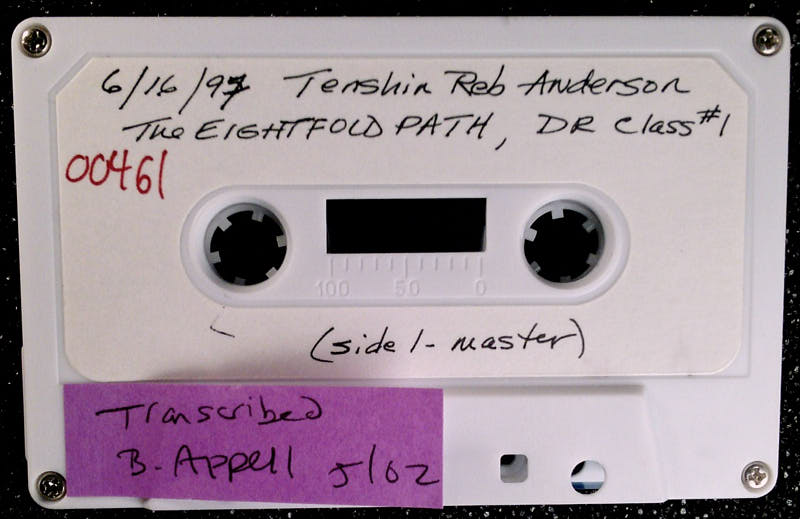 6/16/97 Tenshin Reb Anderson
The EIGHTFOLD PATH, DR Class #1
00461
100 50 0
(side 1 - master)
Transcribed
B. Appell 5/02